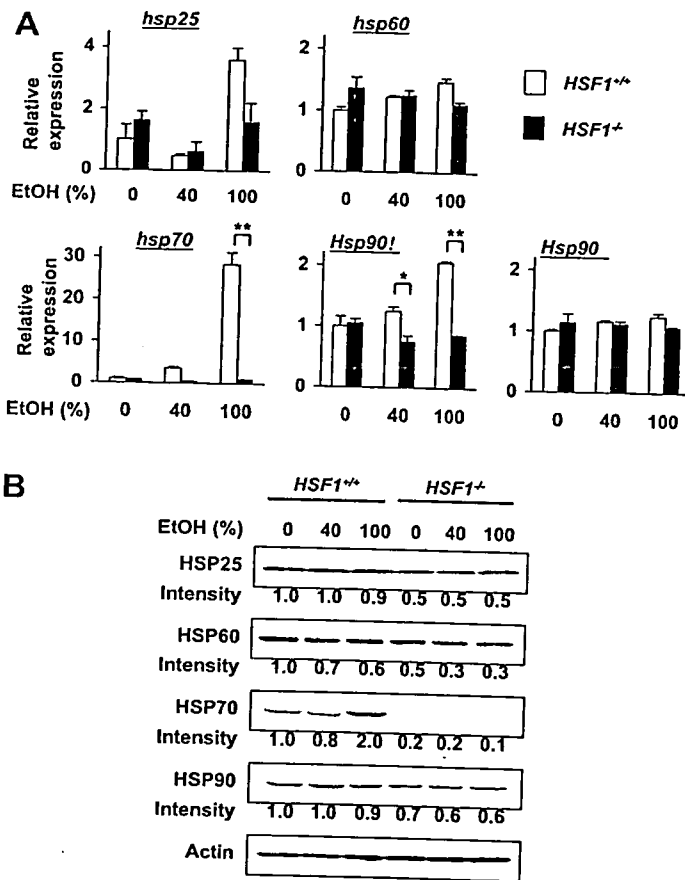 A
hsp25
Relative expression
4
2
0
EtOH (%)
0
40
100
hsp60
2
1
0
0
40
100
HSF1+/+
HSF1-/-
hsp70
**
Relative expression
30
20
10
0
EtOH (%)
0
40
100
Hsp90!
*
**
2
1
0
0
40
100
Hsp90
2
1
0
0
40
100
B
HSF1+/+ HSF1-/-
EtOH (%) 0 40 100 0 40 100
HSP25
Intensity 1.0 1.0 0.9 0.5 0.5 0.5
HSP60
Intensity 1.0 0.7 0.6 0.5 0.3 0.3
HSP70
Intensity 1.0 0.8 2.0 0.2 0.2 0.1
HSP90
Intensity 1.0 1.0 0.9 0.7 0.6 0.6
Actin